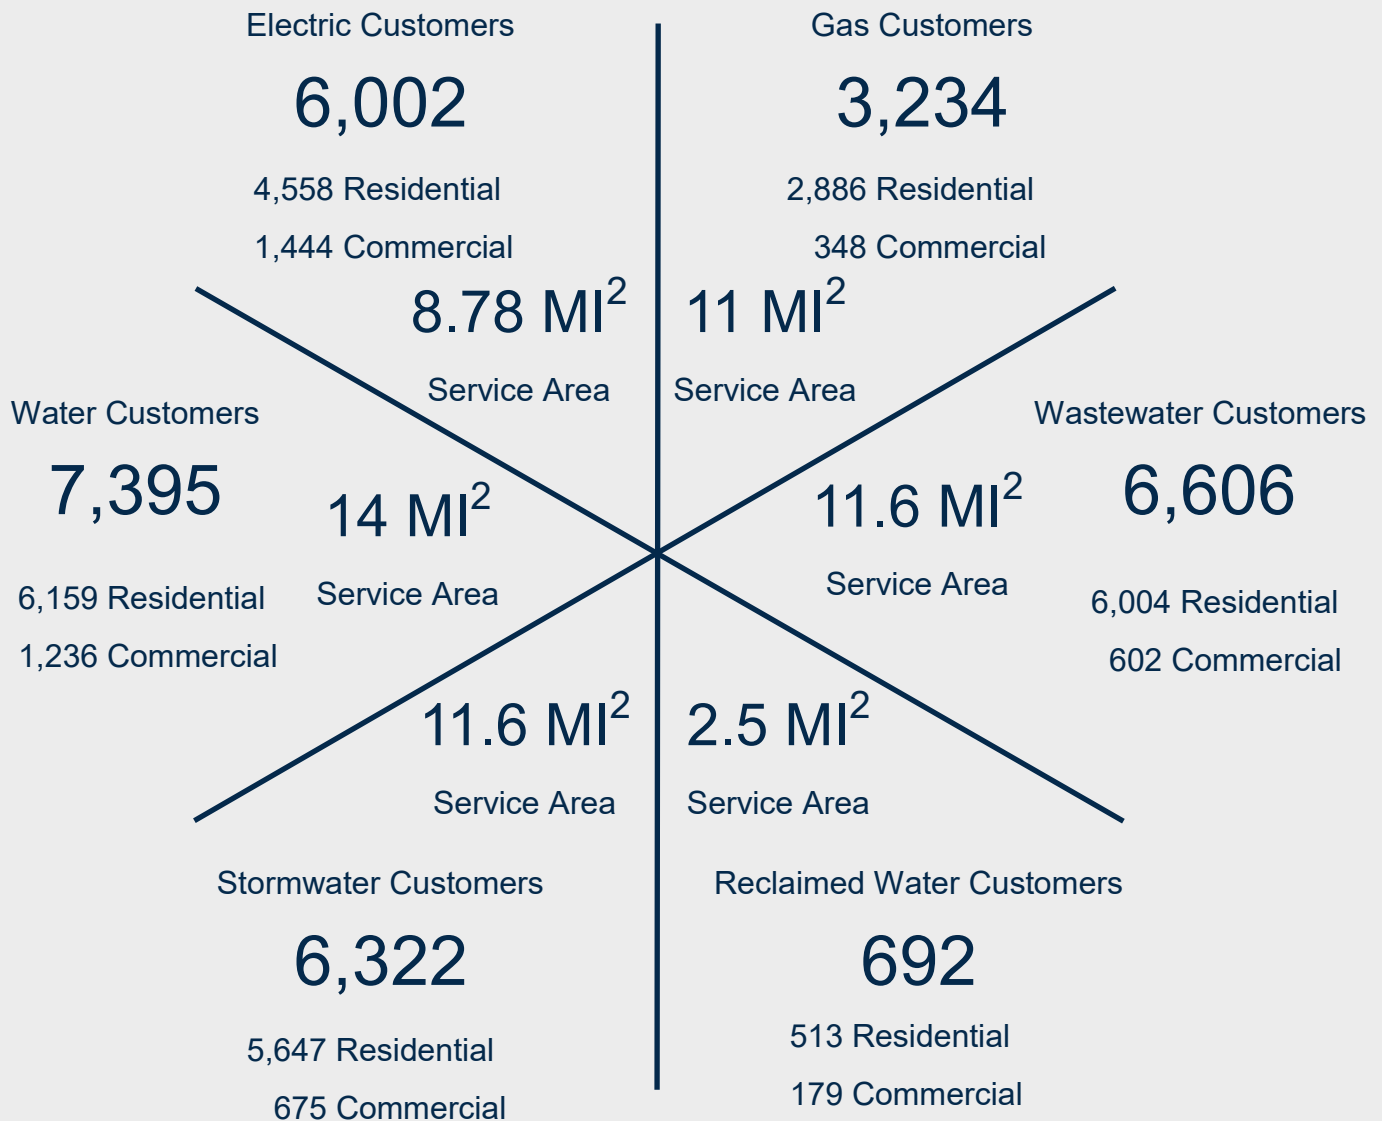 Electric Customers
6,002
4,558 Residential
1,444 Commercial
8.78 MI²
Service Area
Gas Customers
3,234
2,886 Residential
348 Commercial
11 MI²
Service Area
Water Customers
7,395
6,159 Residential
1,236 Commercial
14 MI²
Service Area
Wastewater Customers
6,606
6,004 Residential
602 Commercial
11.6 MI²
Service Area
11.6 MI²
Service Area
Stormwater Customers
6,322
5,647 Residential
675 Commercial
2.5 MI²
Service Area
Reclaimed Water Customers
692
513 Residential
179 Commercial